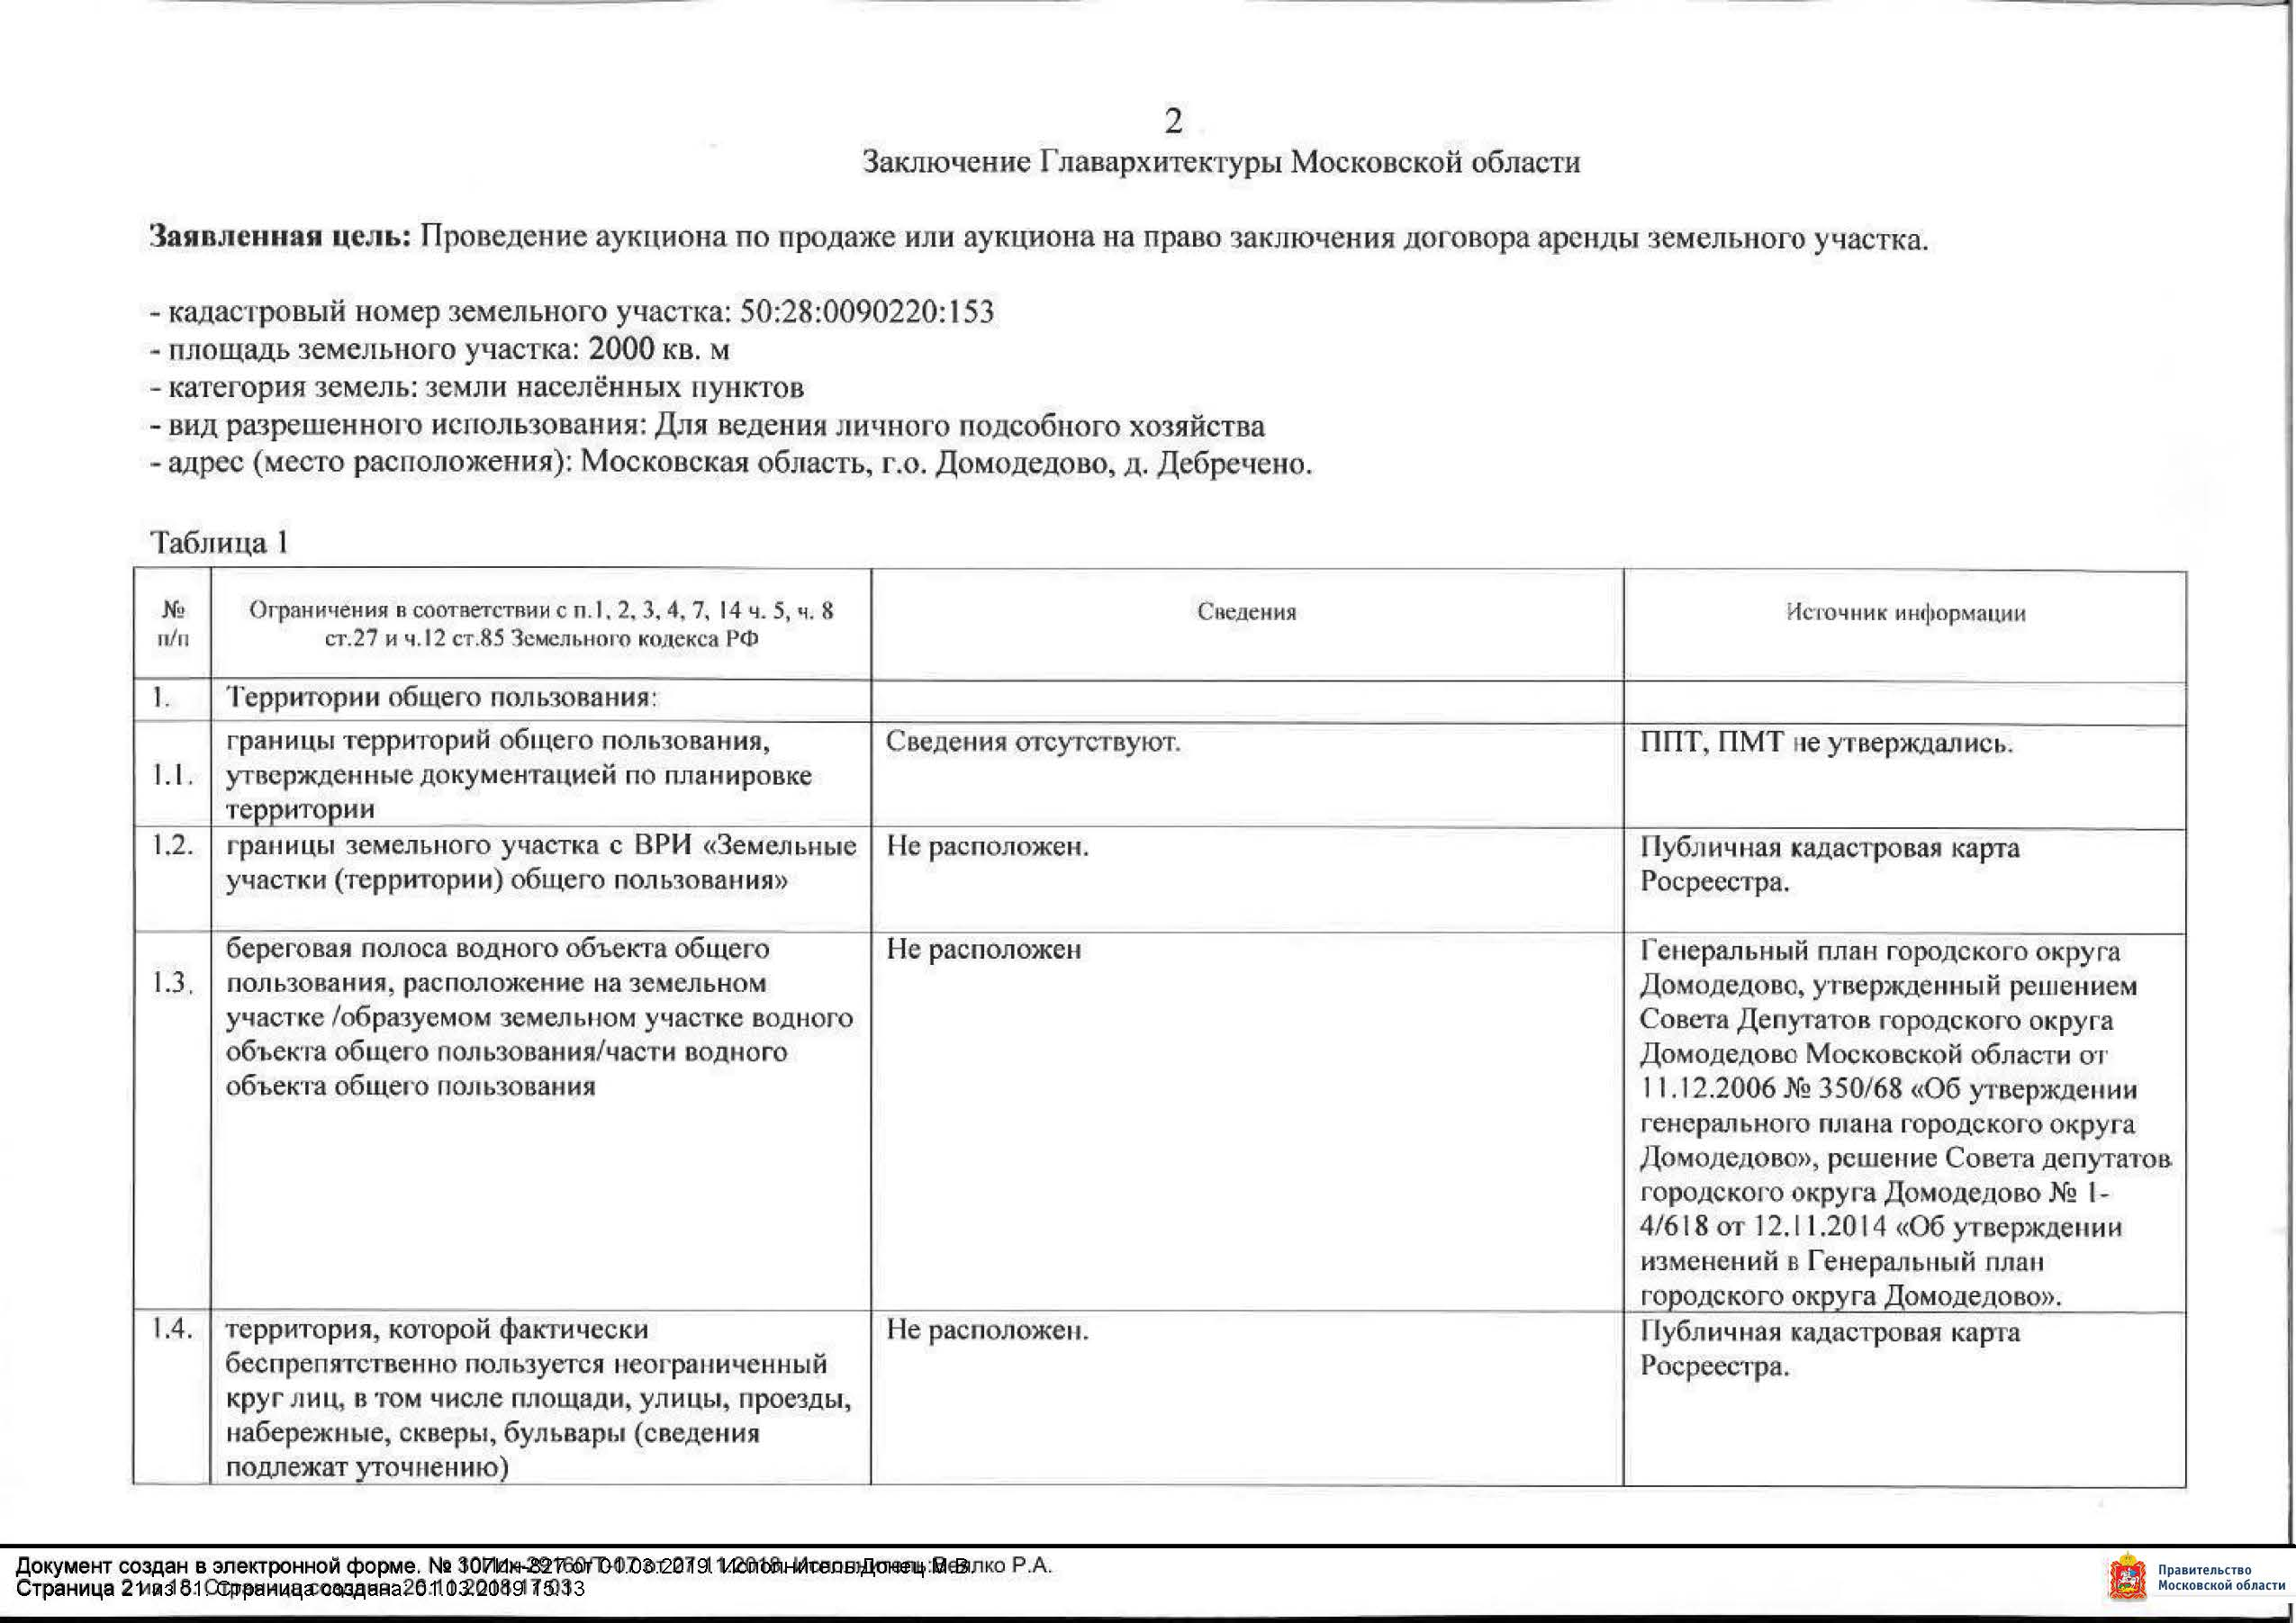 2
Заключение Главархитектуры Московской области
Заявленная цель: Проведение аукциона по продаже или аукциона на право заключения договора аренды земельного участка.
- кадастровый номер земельного участка: 50:28:0090220:153
- площадь земельного участка: 2000 кв. м
- категория земель: земли населённых пунктов
- вид разрешенного использования: Для ведения личного подсобного хозяйства
- адрес (место расположения): Московская область, г.о. Домодедово, д. Дебречено.
Таблица 1
№
п/п
Ограничения в соответствии с п.1, 2, 3, 4, 7, 14 ч. 5, ч. 8
ст.27 и ч.12 ст.85 Земельного кодекса РФ
Сведения
Источник информации
1.
Территории общего пользования:
1.1.
границы территорий общего пользования,
утвержденные документацией по планировке
территории
Сведения отсутствуют.
ППТ, ПМТ не утверждались.
1.2.
границы земельного участка с ВРИ «Земельные
участки (территории) общего пользования»
Не расположен.
Публичная кадастровая карта
Росреестра.
1.3.
береговая полоса водного объекта общего
пользования, расположение на земельном
участке /образуемом земельном участке водного
объекта общего пользования/части водного
объекта общего пользования
Не расположен
Генеральный план городского округа
Домодедово, утвержденный решением
Совета Депутатов городского округа
Домодедово Московской области от
11.12.2006 № 350/68 «Об утверждении
генерального плана городского округа
Домодедово», решение Совета депутатов
городского округа Домодедово № 1-
4/618 от 12.11.2014 «Об утверждении
изменений в Генеральный план
городского округа Домодедово».
1.4.
территория, которой фактически
беспрепятственно пользуется неограниченный
круг лиц, в том числе площади, улицы, проезды,
набережные, скверы, бульвары (сведения
подлежат уточнению)
Не расположен.
Публичная кадастровая карта
Росреестра.
Документ создан в электронной форме. №
Страница
Правительство
Московской области